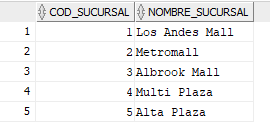 COD_SUCURSAL NOMBRE_SUCURSAL
1 1 Los Andes Mall
2 2 Metromall
3 3 Albrook Mall
4 4 Multi Plaza
5 5 Alta Plaza